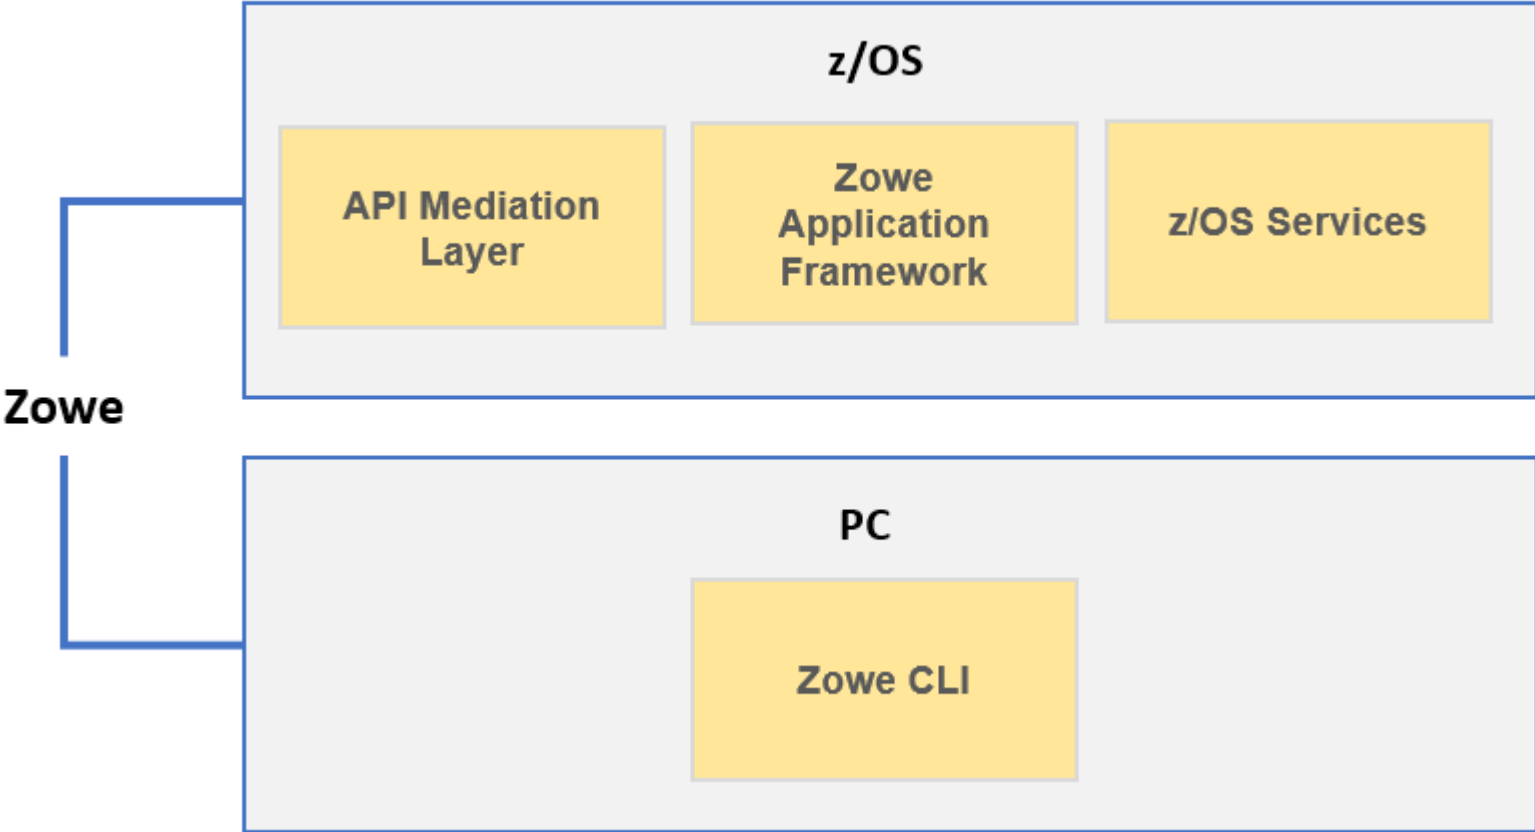 z/OS
API Mediation
Layer
Zowe
Application
Framework
z/OS Services
Zowe
PC
Zowe CLI